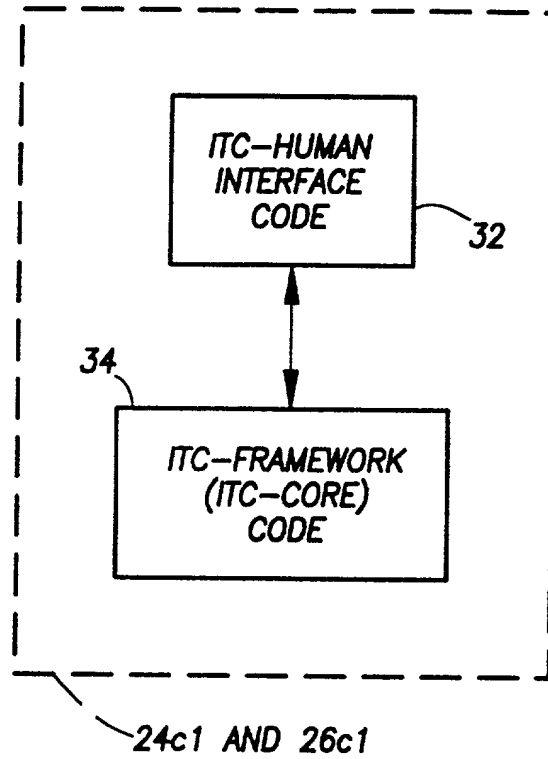 ITC-HUMAN
INTERFACE
CODE
32
34
ITC-FRAMEWORK
(ITC-CORE)
CODE
24c1 AND 26c1